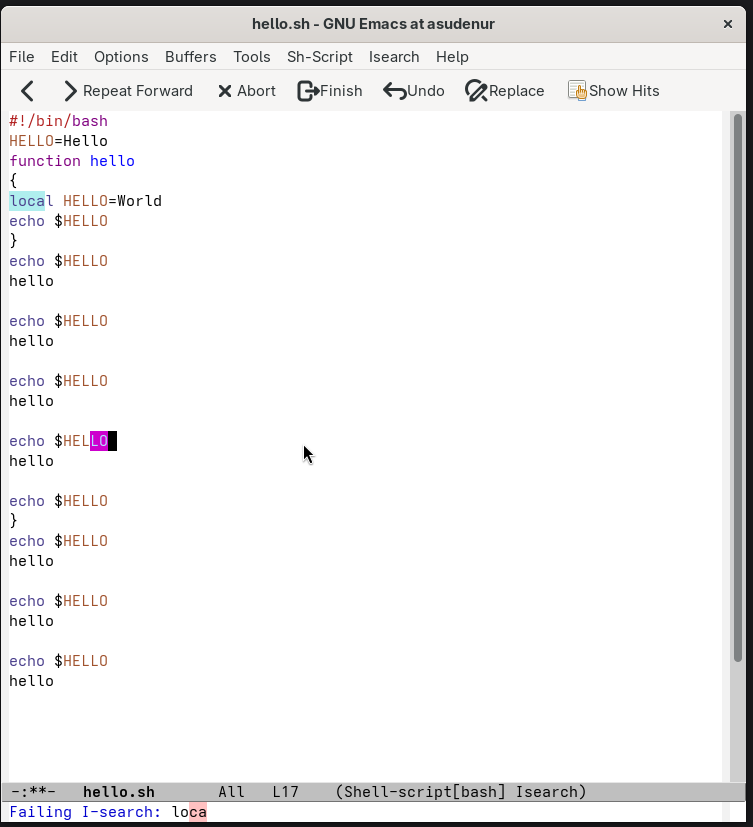 hello.sh - GNU Emacs at asudenur
File Edit Options Buffers Tools Sh-Script Isearch Help
Repeat Forward Abort Finish Undo Replace Show Hits
#!/bin/bash
HELLO=Hello
function hello
{
local HELLO=World
echo $HELLO
}
echo $HELLO
hello
echo $HELLO
hello
echo $HELLO
hello
echo $HELLO
hello
echo $HELLO
}
echo $HELLO
hello
echo $HELLO
hello
echo $HELLO
hello
-:**- hello.sh All L17 (Shell-script[bash] Isearch)
Failing I-search: loca